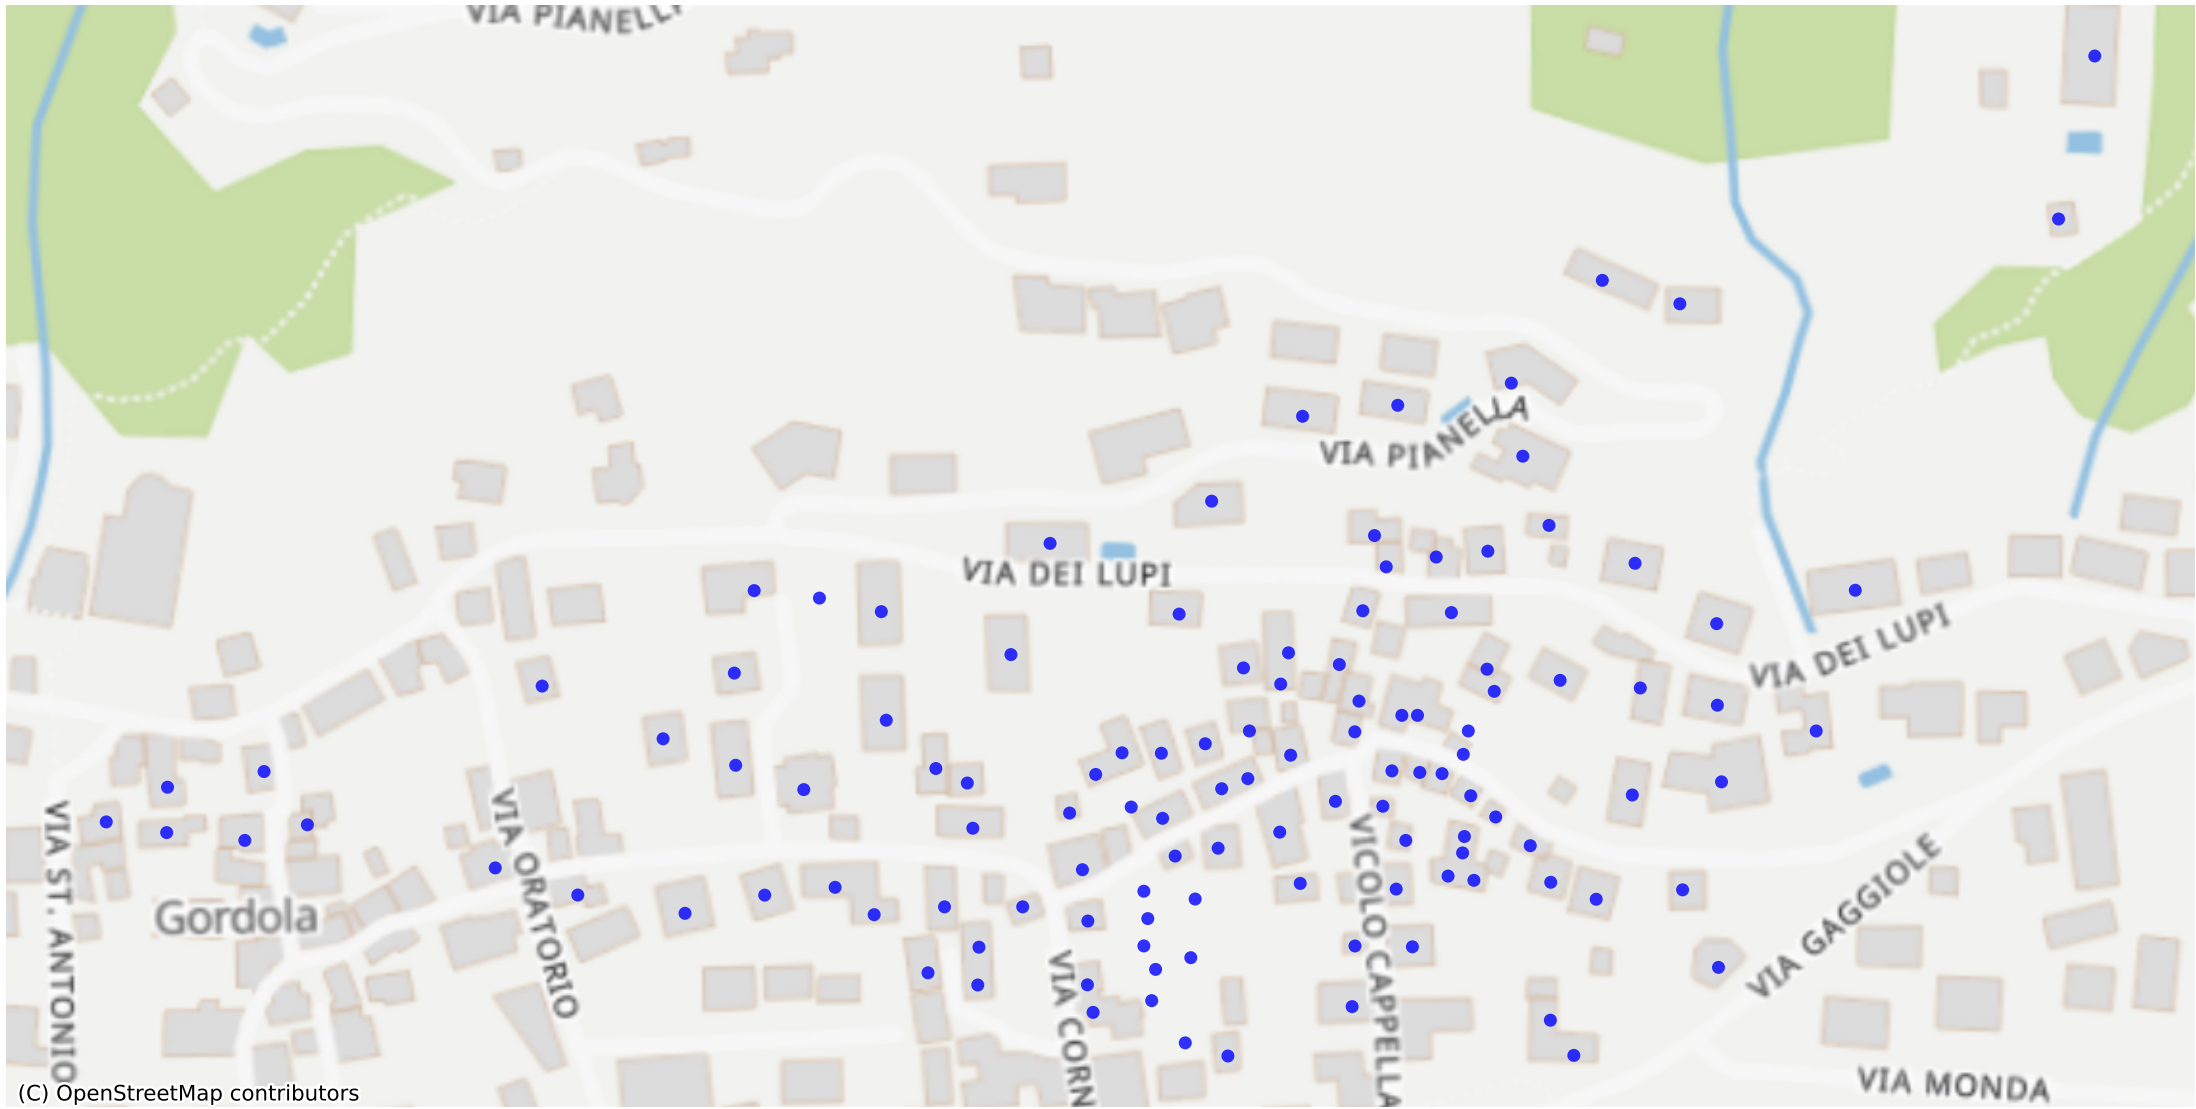 VIA PIANELL
VIA PIANELLA
VIA DEI LUPI
VIA DEI LUPI
VIA ST. ANTONIO
VIA ORATORIO
VICOLO CAPPELLA
VIA GAGGIOLE
Gordola
VIA CORN
VIA MONDA
(C) OpenStreetMap contributors